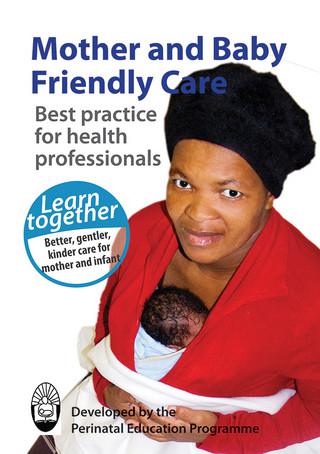 Mother and Baby
Friendly Care
Best practice
for health
professionals
Learn
together
Better, gentler,
kinder care for
mother and infant
Developed by the
Perinatal Education Programme